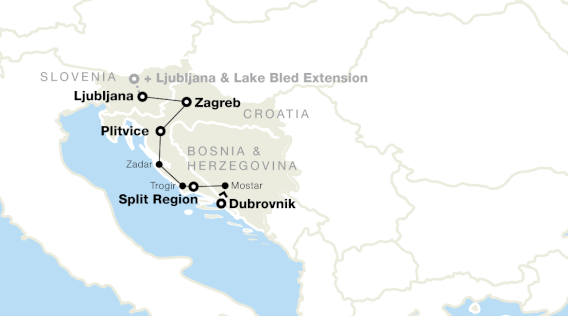 SLOVENIA
+ Ljubljana & Lake Bled Extension
Ljubljana
Zagreb
CROATIA
Plitvice
BOSNIA &
HERZEGOVINA
Zadar
Trogir
Mostar
Split Region
Dubrovnik